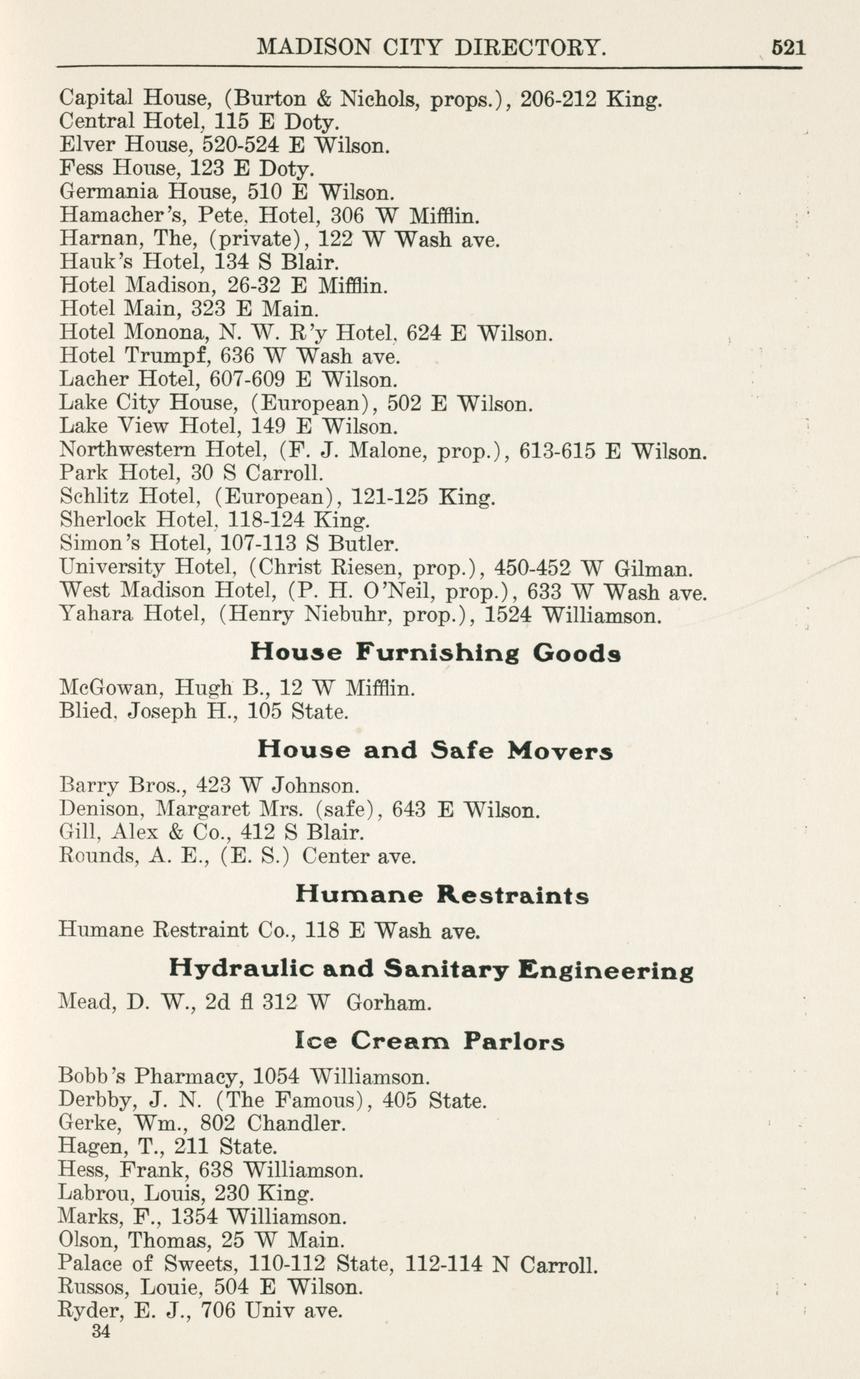 MADISON CITY DIRECTORY. 521
Capital House, (Burton & Nichols, props.), 206-212 King.
Central Hotel, 115 E Doty.
Elver House, 520-524 E Wilson.
Fess House, 123 E Doty.
Germania House, 510 E Wilson.
Hamacher's, Pete, Hotel, 306 W Mifflin.
Harnan, The, (private), 122 W Wash ave.
Hauk's Hotel, 134 S Blair.
Hotel Madison, 26-32 E Mifflin.
Hotel Main, 323 E Main.
Hotel Monona, N. W. R'y Hotel, 624 E Wilson.
Hotel Trumpf, 636 W Wash ave.
Lacher Hotel, 607-609 E Wilson.
Lake City House, (European), 502 E Wilson.
Lake View Hotel, 149 E Wilson.
Northwestern Hotel, (F. J. Malone, prop.), 613-615 E Wilson.
Park Hotel, 30 S Carroll.
Schlitz Hotel, (European), 121-125 King.
Sherlock Hotel, 118-124 King.
Simon's Hotel, 107-113 S Butler.
University Hotel, (Christ Riesen, prop.), 450-452 W Gilman.
West Madison Hotel, (P. H. O'Neil, prop.), 633 W Wash ave.
Yahara Hotel, (Henry Niebuhr, prop.), 1524 Williamson.
House Furnishing Goods
McGowan, Hugh B., 12 W Mifflin.
Blied, Joseph H., 105 State.
House and Safe Movers
Barry Bros., 423 W Johnson.
Denison, Margaret Mrs. (safe), 643 E Wilson.
Gill, Alex & Co., 412 S Blair.
Rounds, A. E., (E. S.) Center ave.
Humane Restraints
Humane Restraint Co., 118 E Wash ave.
Hydraulic and Sanitary Engineering
Mead, D. W., 2d fl 312 W Gorham.
Ice Cream Parlors
Bobb's Pharmacy, 1054 Williamson.
Derbby, J. N. (The Famous), 405 State.
Gerke, Wm., 802 Chandler.
Hagen, T., 211 State.
Hess, Frank, 638 Williamson.
Labrou, Louis, 230 King.
Marks, F., 1354 Williamson.
Olson, Thomas, 25 W Main.
Palace of Sweets, 110-112 State, 112-114 N Carroll.
Russos, Louie, 504 E Wilson.
Ryder, E. J., 706 Univ ave.
34